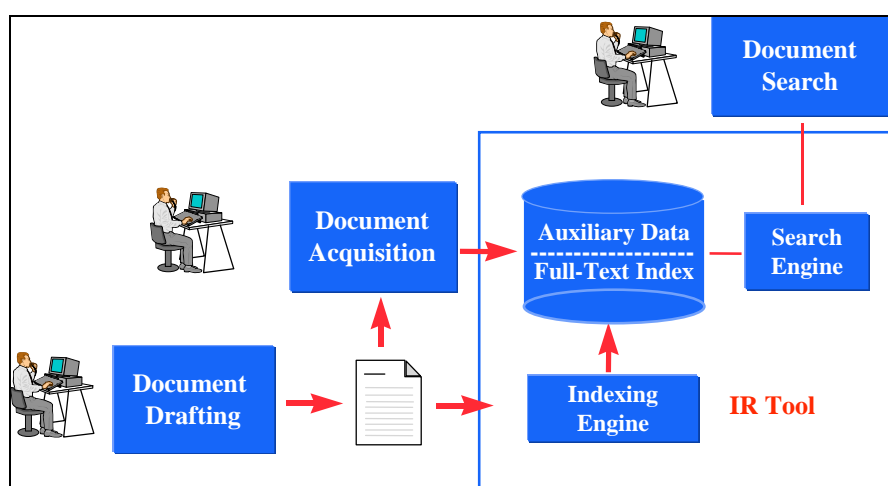 Document
Search
Document
Acquisition
Auxiliary Data
Full-Text Index
Search
Engine
Document
Drafting
Indexing
Engine
IR Tool